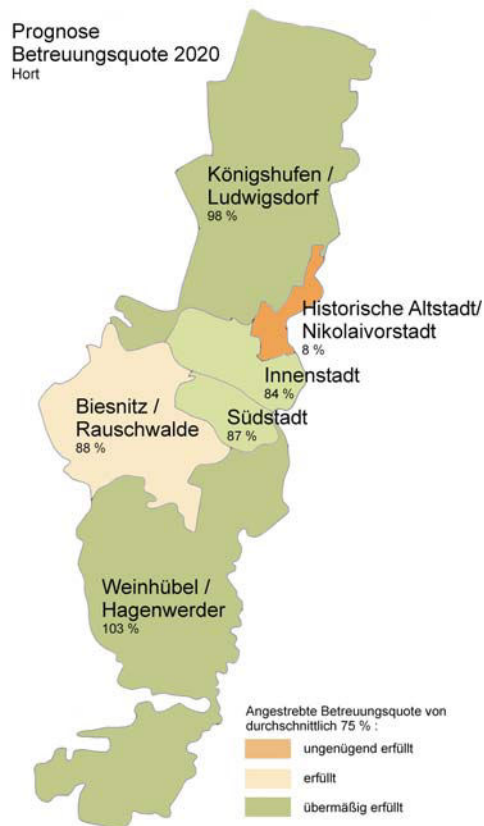 Prognose
Betreuungsquote 2020
Hort
Königshufen /
Ludwigsdorf
98 %
Historische Altstadt/
Nikolaivorstadt
8 %
Innenstadt
84 %
Biesnitz /
Rauschwalde
88 %
Südstadt
87 %
Weinhübel /
Hagenwerder
103 %
Angestrebte Betreuungsquote von
durchschnittlich 75 % :
ungenügend erfüllt
erfüllt
übermäßig erfüllt